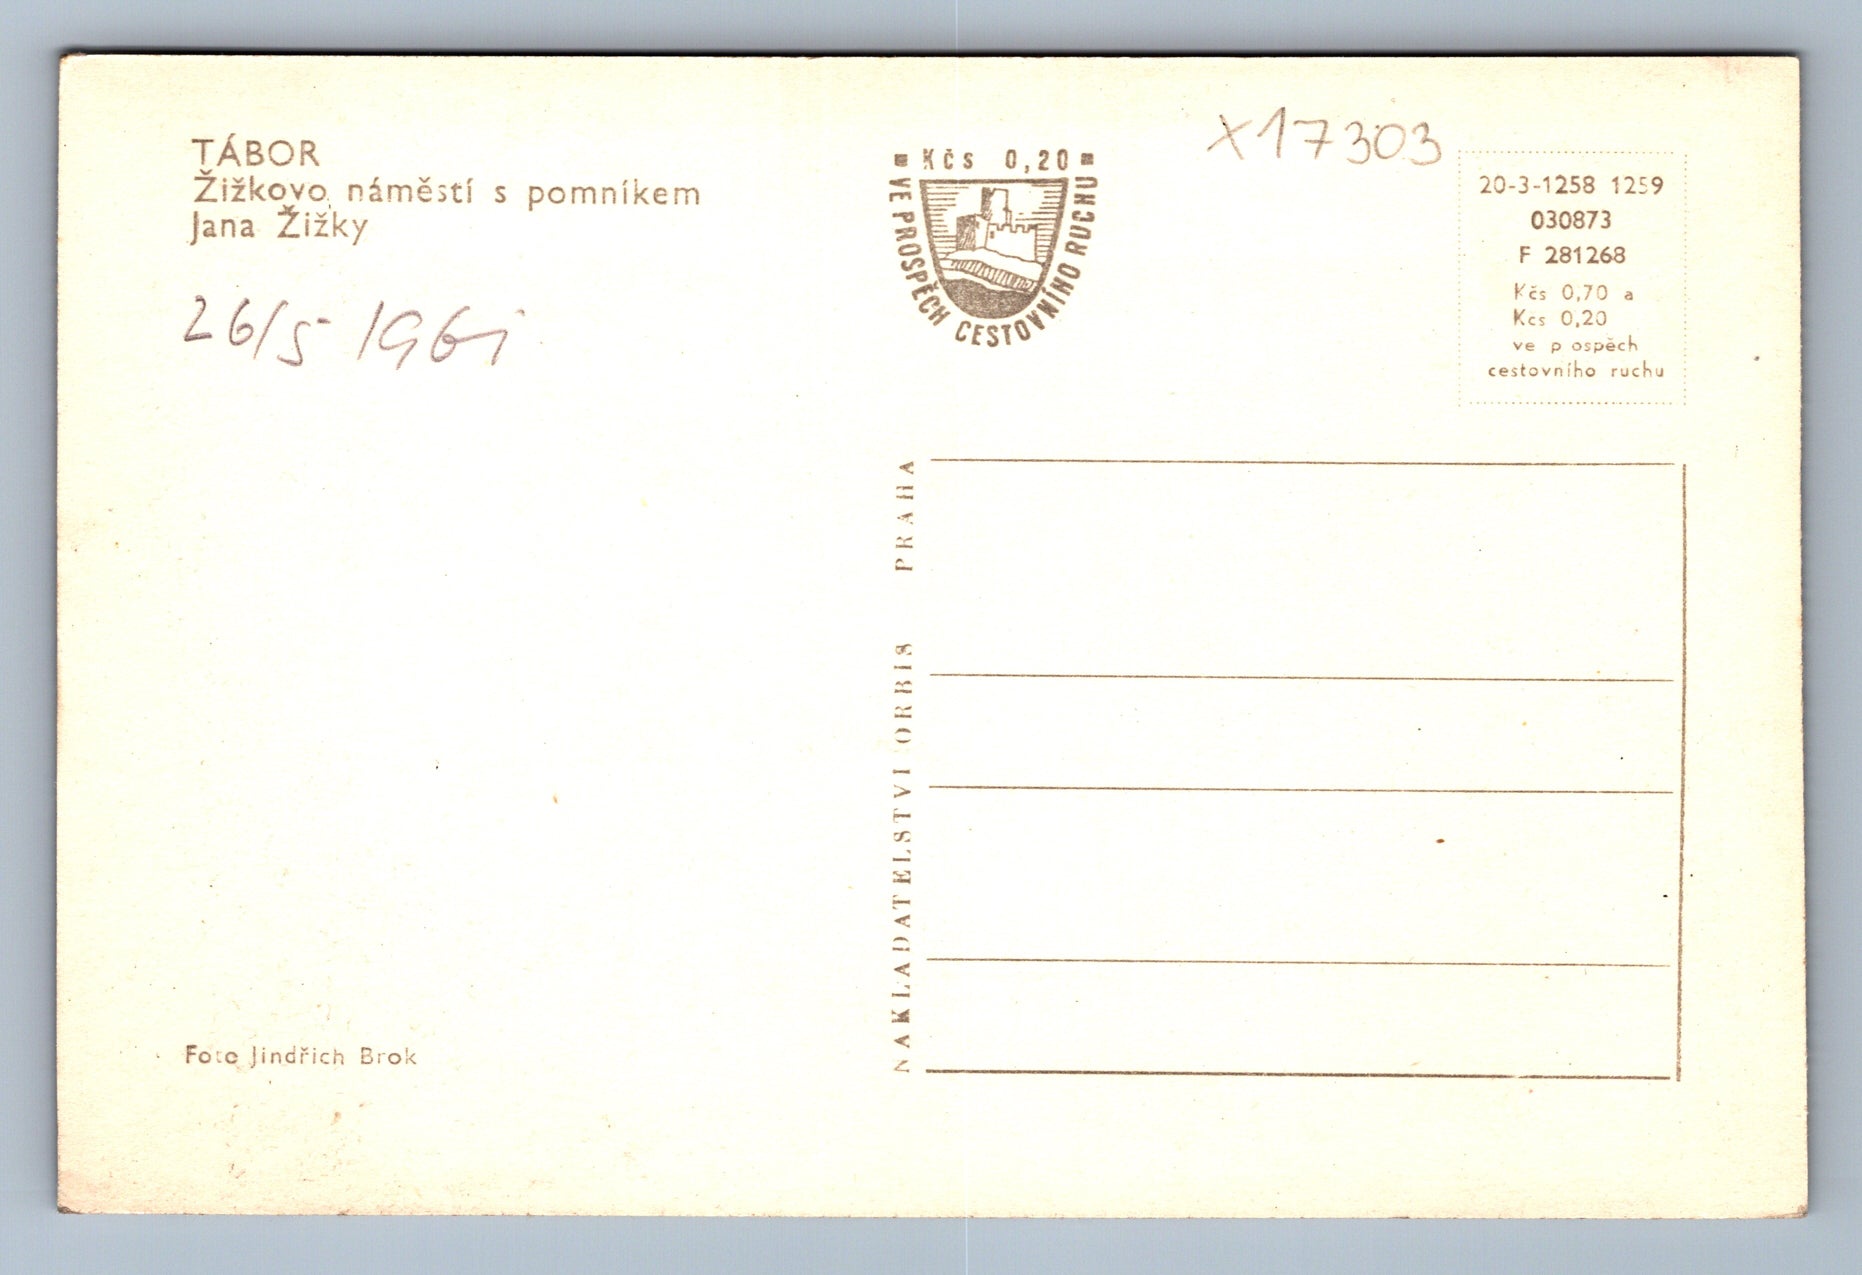 TÁBOR
Žižkovo náměstí s pomníkem
Jana Žižky
26/5 1961
Foto Jindřich Brok
Kčs 0,20
VE PROSPĚCH CESTOVNÍHO RUCHU
X17303
20-3-1258 1259
030873
F 281268
Kčs 0,70 a
Kčs 0,20
ve p ospěch
cestovního ruchu
NAKLADATELSTVÍ ORBIS PRAHA